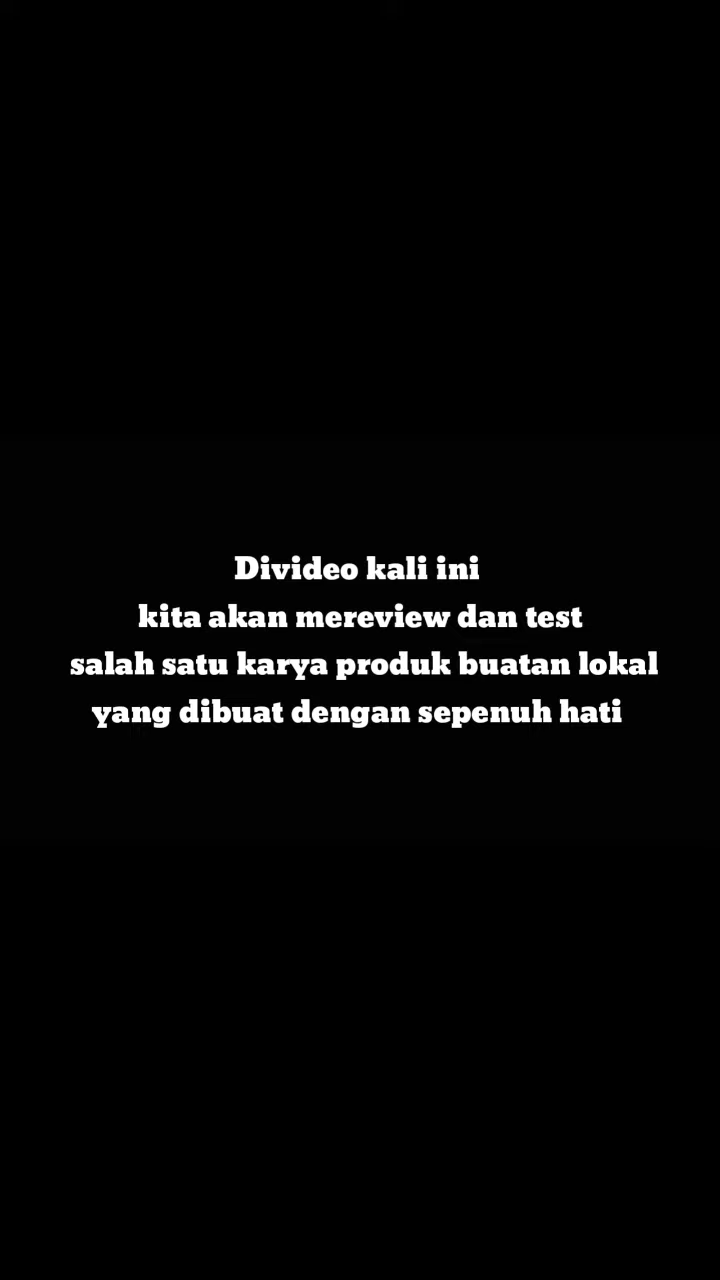 Divideo kali ini
kita akan mereview dan test
salah satu karya produk buatan lokal
yang dibuat dengan sepenuh hati